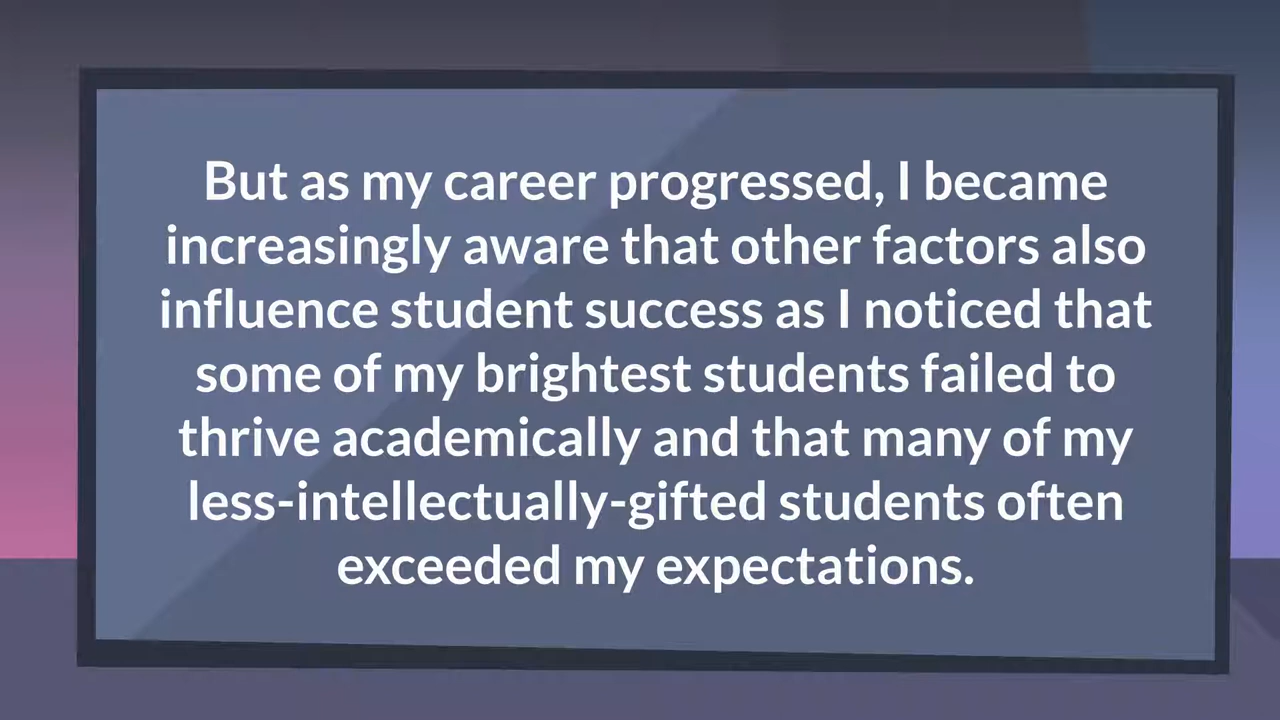 But as my career progressed, I became
increasingly aware that other factors also
influence student success as I noticed that
some of my brightest students failed to
thrive academically and that many of my
less-intellectually-gifted students often
exceeded my expectations.